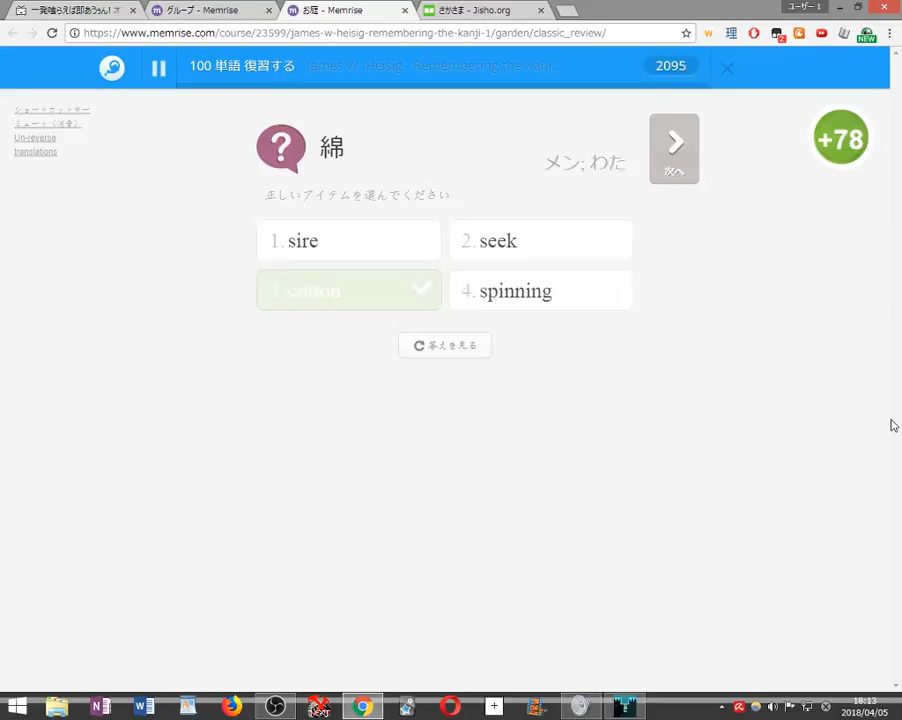 一発喰らえば即あうぅん!
グループ - Memrise
お庭 - Memrise
さかさま - Jisho.org
ユーザー 1
https://www.memrise.com/course/23599/james-w-heisig-remembering-the-kanji-1/garden/classic_review/
100 単語 復習する
James W. Heisig - Remembering the Kanj...
2095
ショートカットキー
ミュート (消音)
Un-reverse
translations
?
綿
メン; わた
次へ
+78
正しいアイテムを選んでください
1. sire
2. seek
3. cotton
4. spinning
答えを見る
18:13
2018/04/05